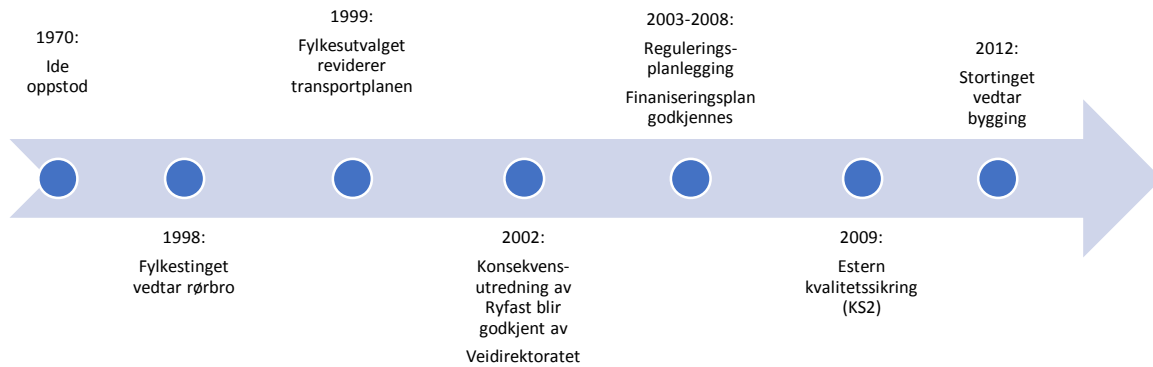 1970:
Ide
oppstod
1998:
Fylkestinget
vedtar rørbro
1999:
Fylkesutvalget
reviderer
transportplanen
2002:
Konsekvens-
utredning av
Ryfast blir
godkjent av
Veidirektoratet
2003-2008:
Regulerings-
planlegging
Finaniseringsplan
godkjennes
2009:
Estern
kvalitetssikring
(KS2)
2012:
Stortinget
vedtar
bygging